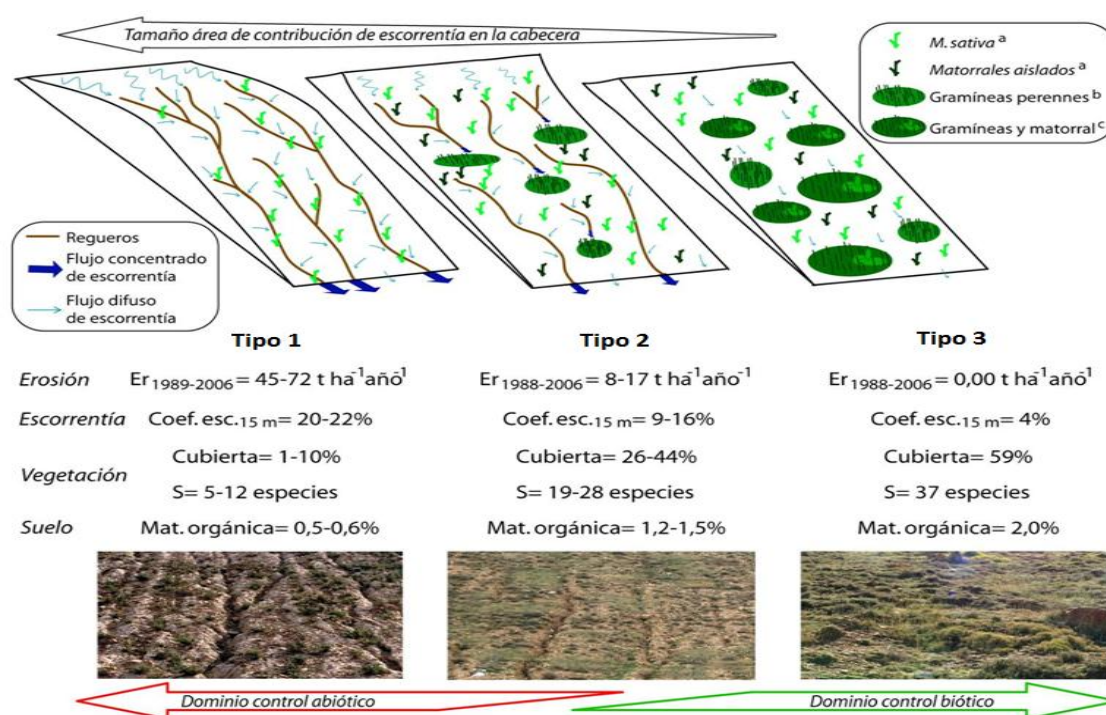 Tamaño área de contribución de escorrentía en la cabecera
M. sativa a
Matorrales aislados a
Gramíneas perennes b
Gramíneas y matorral c
Regueros
Flujo concentrado
de escorrentía
Flujo difuso
de escorrentía
Tipo 1
Tipo 2
Tipo 3
Erosión
Er1989-2006 = 45-72 t ha-1añó1
Er1988-2006 = 8-17 t ha-1año-1
Er1988-2006 = 0,00 t ha-1añó1
Escorrentía
Coef. esc.15 m= 20-22%
Coef. esc.15 m= 9-16%
Coef. esc.15 m= 4%
Vegetación
Cubierta= 1-10%
Cubierta= 26-44%
Cubierta= 59%
S= 5-12 especies
S= 19-28 especies
S= 37 especies
Suelo
Mat. orgánica= 0,5-0,6%
Mat. orgánica= 1,2-1,5%
Mat. orgánica= 2,0%
Dominio control abiótico
Dominio control bíótico